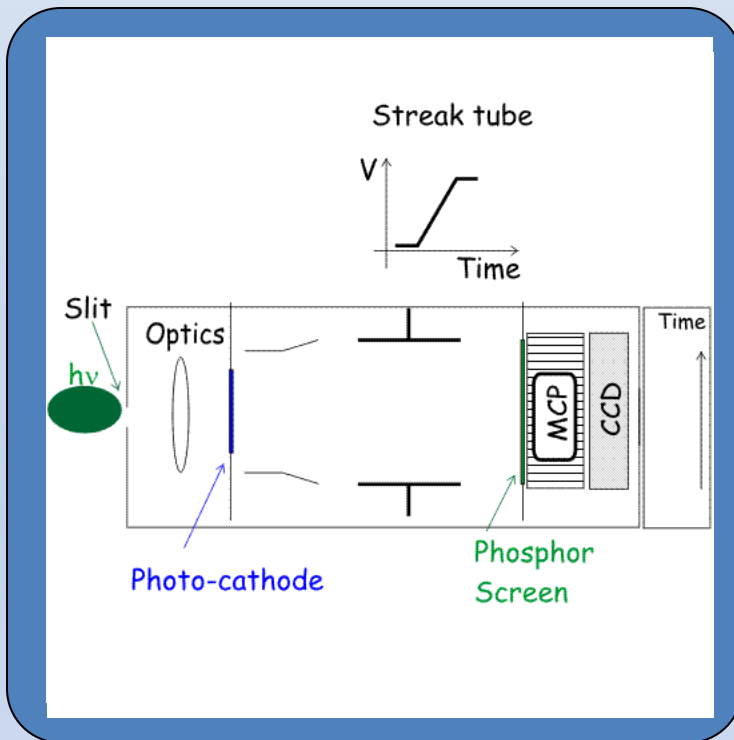 Streak tube
V
Time
Slit
Optics
Time
hν
MCP
CCD
Photo-cathode
Phosphor
Screen